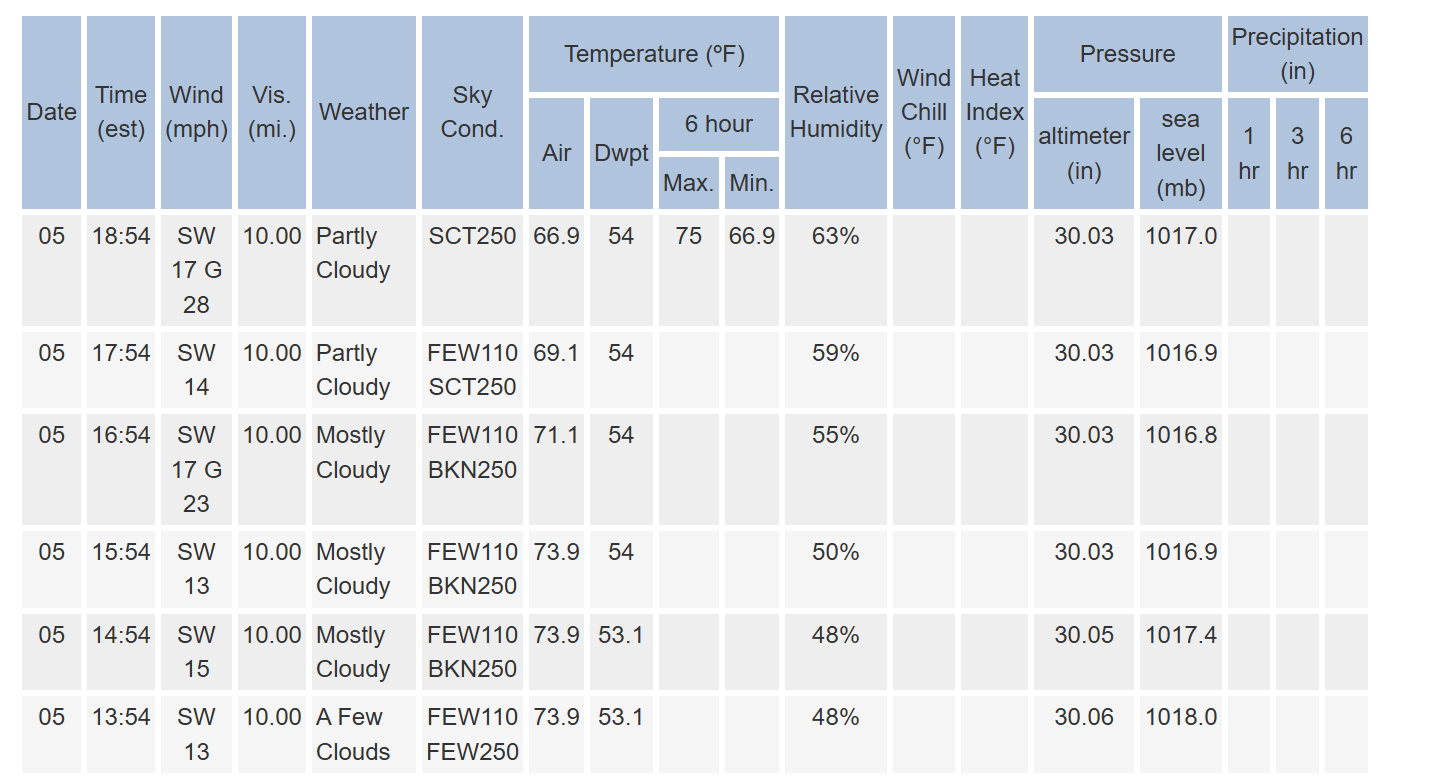 Date
Time
(est)
Wind
(mph)
Vis.
(mi.)
Weather
Sky
Cond.
Temperature (ºF)
Air
Dwpt
6 hour
Max.
Min.
Relative
Humidity
Wind
Chill
(°F)
Heat
Index
(°F)
Pressure
altimeter
(in)
sea
level
(mb)
Precipitation
(in)
1
hr
3
hr
6
hr
05 18:54 SW 10.00 Partly SCT250 66.9 54 75 66.9 63% 30.03 1017.0
17 G Cloudy
28
05 17:54 SW 10.00 Partly FEW110 69.1 54 59% 30.03 1016.9
14 Cloudy SCT250
05 16:54 SW 10.00 Mostly FEW110 71.1 54 55% 30.03 1016.8
17 G Cloudy BKN250
23
05 15:54 SW 10.00 Mostly FEW110 73.9 54 50% 30.03 1016.9
13 Cloudy BKN250
05 14:54 SW 10.00 Mostly FEW110 73.9 53.1 48% 30.05 1017.4
15 Cloudy BKN250
05 13:54 SW 10.00 A Few FEW110 73.9 53.1 48% 30.06 1018.0
13 Clouds FEW250